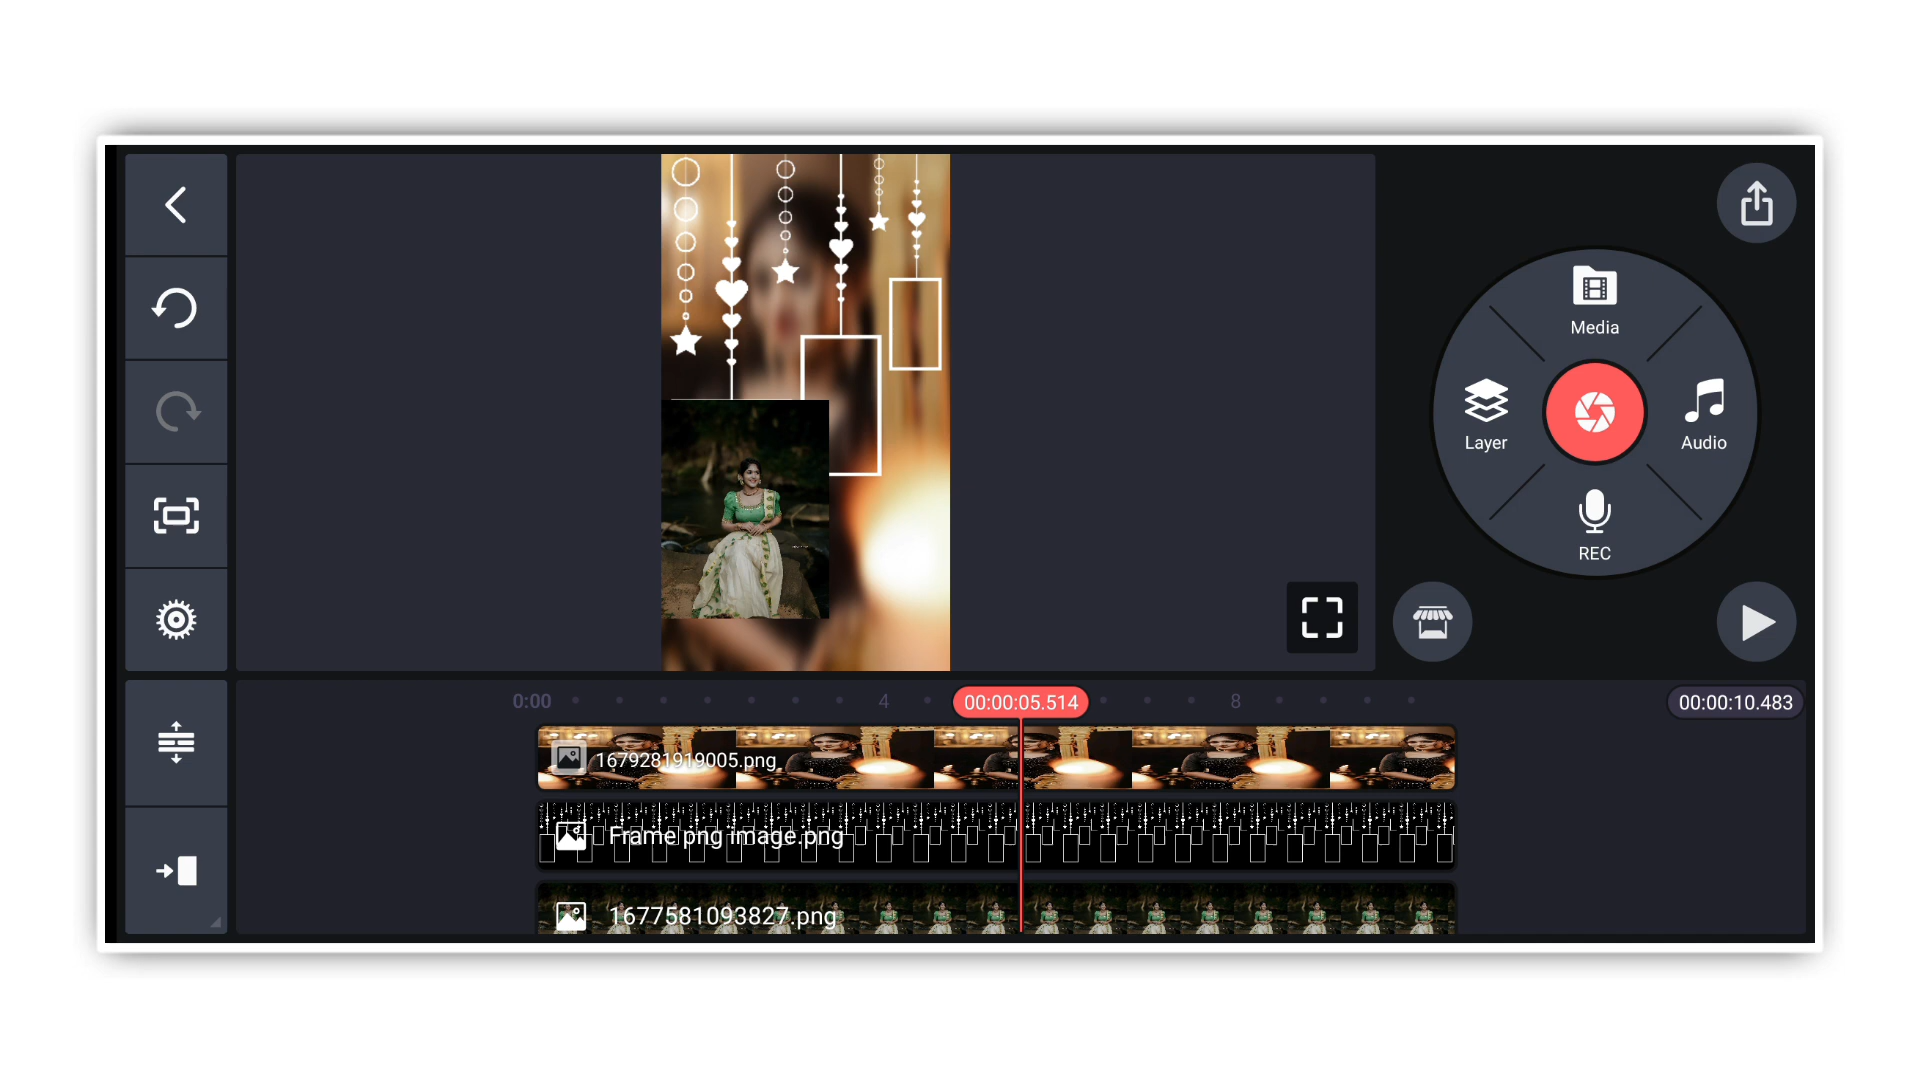 Media
Layer
Audio
REC
0:00
4
00:00:05.514
8
00:00:10.483
1679281919005.png
Frame png image.png
1677581093827.png